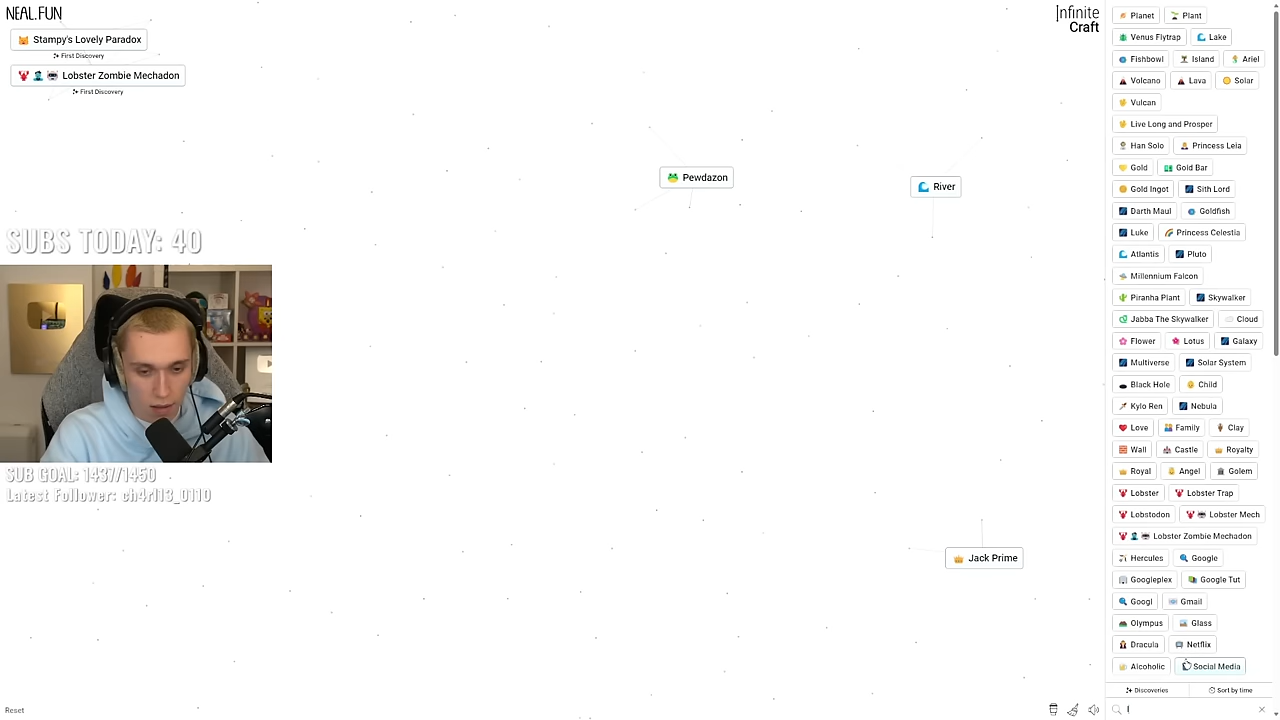 NEAL.FUN
Infinite
Craft
Stampy's Lovely Paradox
First Discovery
Lobster Zombie Mechadon
First Discovery
Pewdazon
River
Jack Prime
SUBS TODAY: 40
SUB GOAL: 1437/1450
Latest Follower: ch4rl13_0110
Reset
Planet Plant
Venus Flytrap Lake
Fishbowl Island Ariel
Volcano Lava Solar
Vulcan
Live Long and Prosper
Han Solo Princess Leia
Gold Gold Bar
Gold Ingot Sith Lord
Darth Maul Goldfish
Luke Princess Celestia
Atlantis Pluto
Millennium Falcon
Piranha Plant Skywalker
Jabba The Skywalker Cloud
Flower Lotus Galaxy
Multiverse Solar System
Black Hole Child
Kylo Ren Nebula
Love Family Clay
Wall Castle Royalty
Royal Angel Golem
Lobster Lobster Trap
Lobstodon Lobster Mech
Lobster Zombie Mechadon
Hercules Google
Googleplex Google Tut
Googl Gmail
Olympus Glass
Dracula Netflix
Alcoholic Social Media
Discoveries Sort by time
l